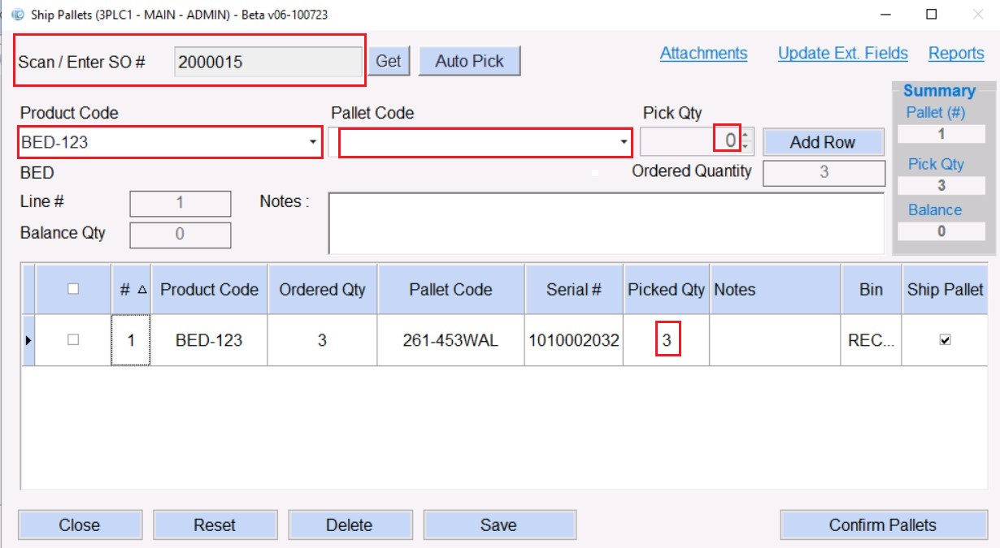 Ship Pallets (3PLC1 - MAIN - ADMIN) - Beta v06-100723
Scan / Enter SO # 2000015 Get Auto Pick Attachments Update Ext. Fields Reports
Summary
Product Code Pallet Code Pick Qty Pallet (#)
1
BED-123 0 Add Row
BED Ordered Quantity 3 Pick Qty
3
Line # 1 Notes :
Balance
Balance Qty 0 0
# Product Code Ordered Qty Pallet Code Serial # Picked Qty Notes Bin Ship Pallet
1 BED-123 3 261-453WAL 1010002032 3 REC...
Close Reset Delete Save Confirm Pallets